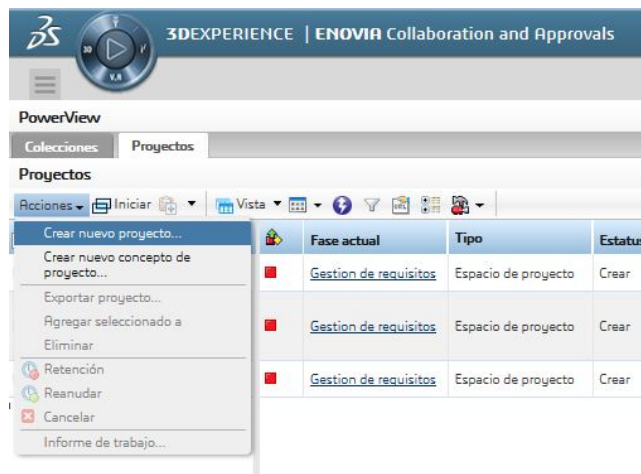 3DEXPERIENCE | ENOVIA Collaboration and Approvals
3D
V.R
PowerView
Colecciones Proyectos
Proyectos
Acciones Iniciar Vista
Crear nuevo proyecto...
Crear nuevo concepto de
proyecto...
Exportar proyecto...
Agregar seleccionado a
Eliminar
Retención
Reanudar
Cancelar
Informe de trabajo...
Fase actual Tipo Estatus
Gestion de requisitos Espacio de proyecto Crear
Gestion de requisitos Espacio de proyecto Crear
Gestion de requisitos Espacio de proyecto Crear